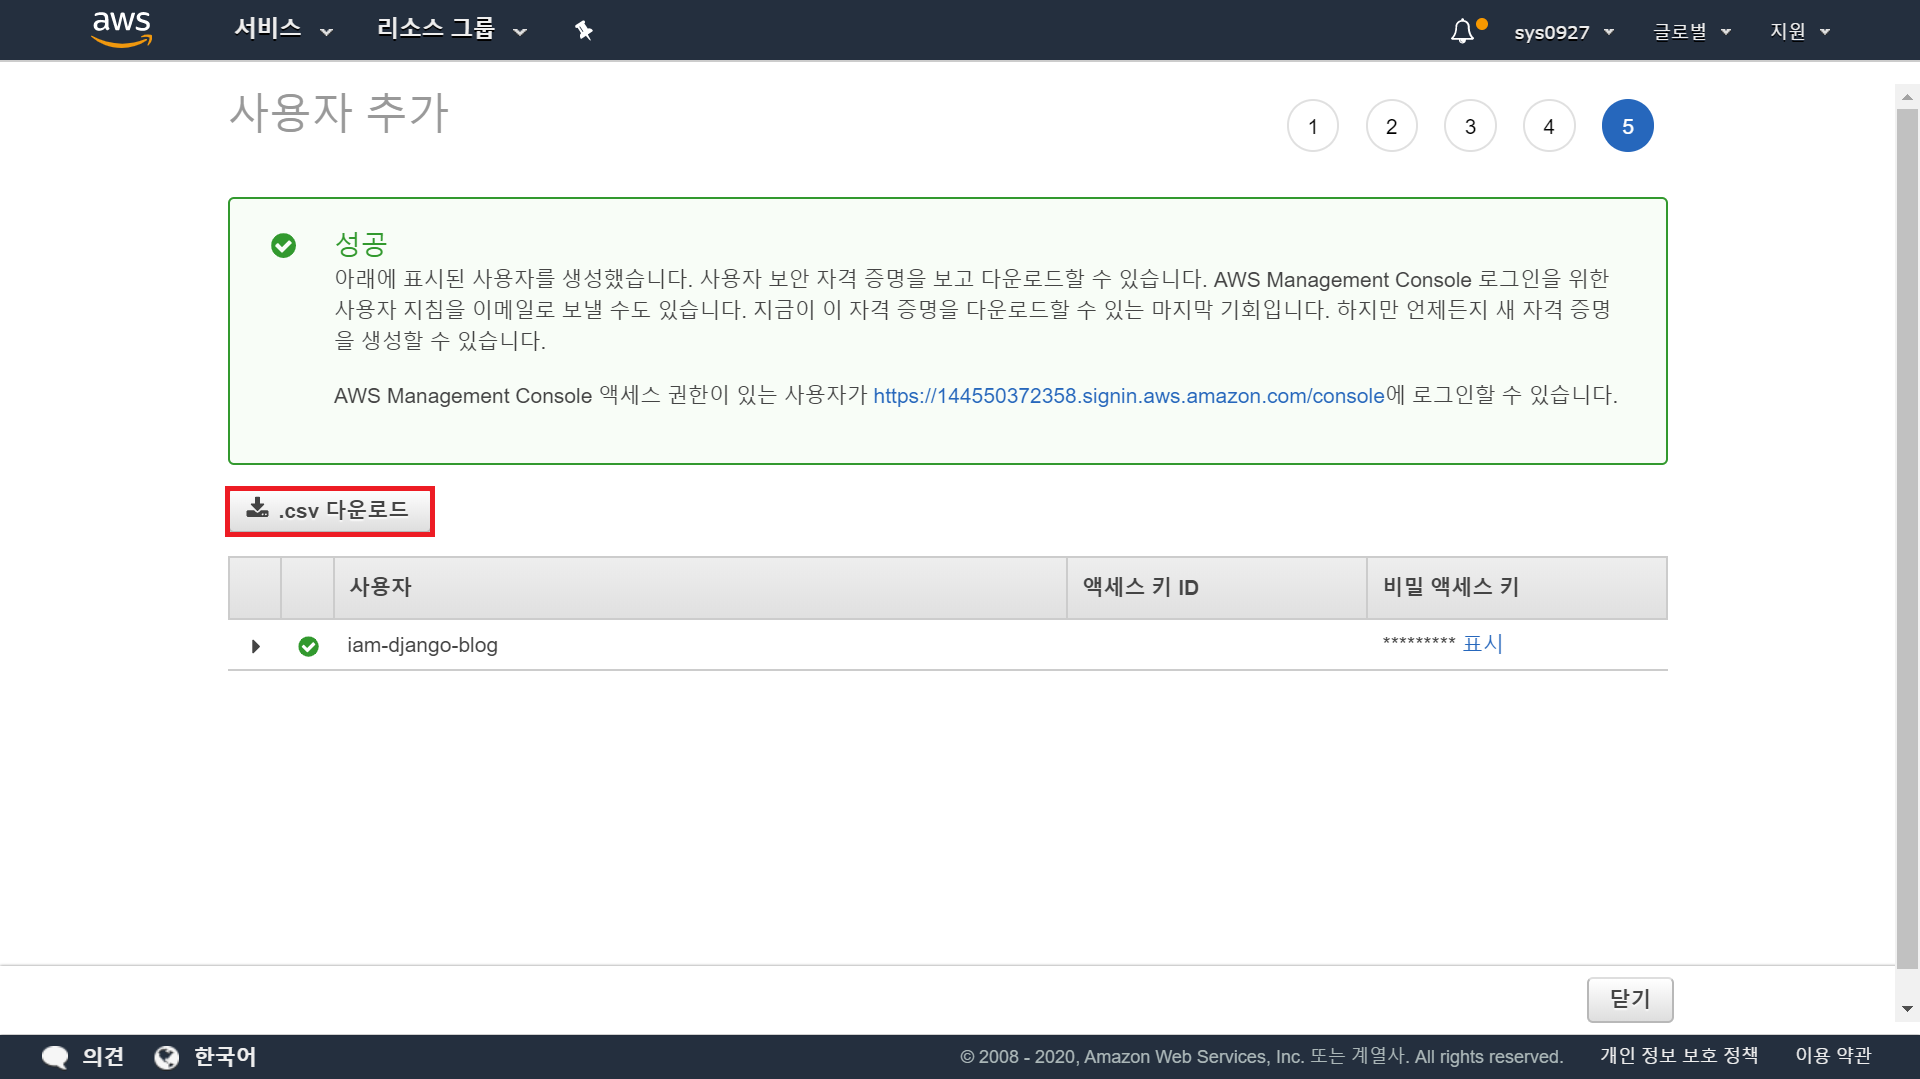 aws 서비스 리소스 그룹 sys0927 글로벌 지원
사용자 추가
1 2 3 4 5
성공
아래에 표시된 사용자를 생성했습니다. 사용자 보안 자격 증명을 보고 다운로드할 수 있습니다. AWS Management Console 로그인을 위한
사용자 지침을 이메일로 보낼 수도 있습니다. 지금이 이 자격 증명을 다운로드할 수 있는 마지막 기회입니다. 하지만 언제든지 새 자격 증명
을 생성할 수 있습니다.
AWS Management Console 액세스 권한이 있는 사용자가 https://144550372358.signin.aws.amazon.com/console에 로그인할 수 있습니다.
.csv 다운로드
사용자 액세스 키 ID 비밀 액세스 키
iam-django-blog ********* 표시
닫기
의견 한국어 © 2008 - 2020, Amazon Web Services, Inc. 또는 계열사. All rights reserved. 개인 정보 보호 정책 이용 약관